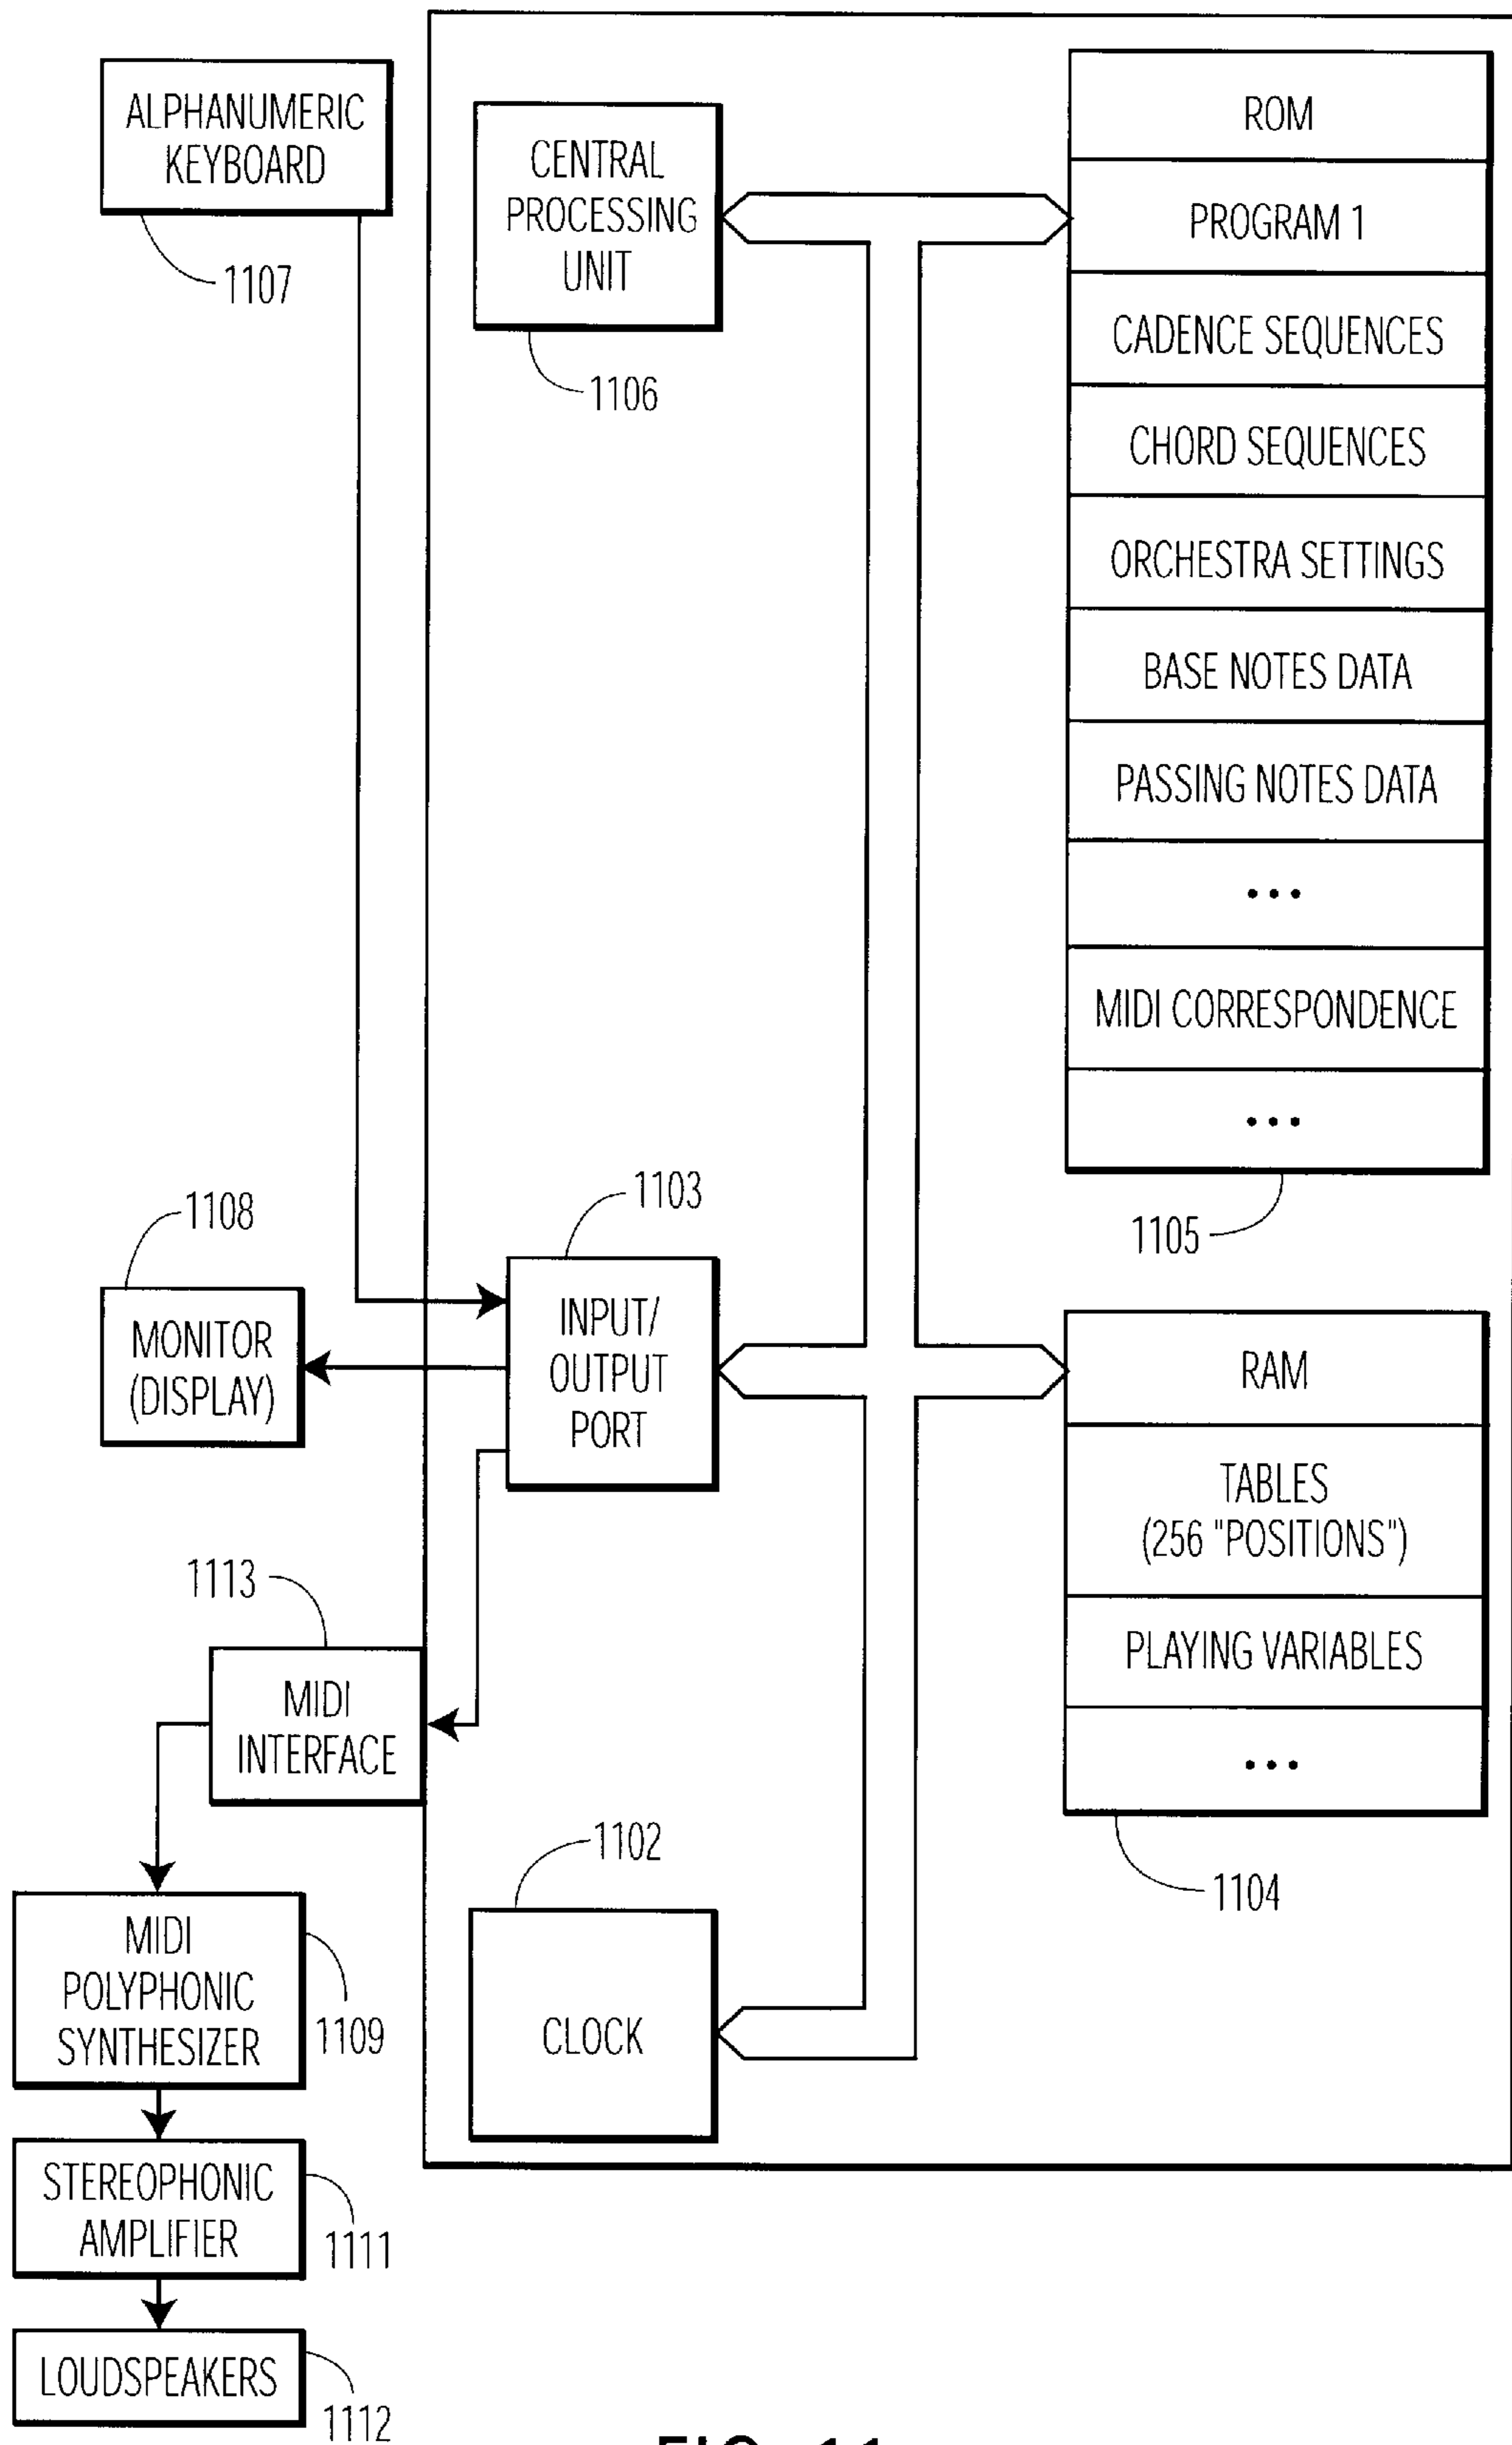 ALPHANUMERIC
KEYBOARD
1107
CENTRAL
PROCESSING
UNIT
1106
ROM
PROGRAM 1
CADENCE SEQUENCES
CHORD SEQUENCES
ORCHESTRA SETTINGS
BASE NOTES DATA
PASSING NOTES DATA
...
MIDI CORRESPONDENCE
...
1105
1108
MONITOR
(DISPLAY)
1103
INPUT/
OUTPUT
PORT
RAM
TABLES
(256 "POSITIONS")
PLAYING VARIABLES
...
1104
1113
MIDI
INTERFACE
1102
CLOCK
MIDI
POLYPHONIC
SYNTHESIZER
1109
STEREOPHONIC
AMPLIFIER
1111
LOUDSPEAKERS
1112
FIG. 11